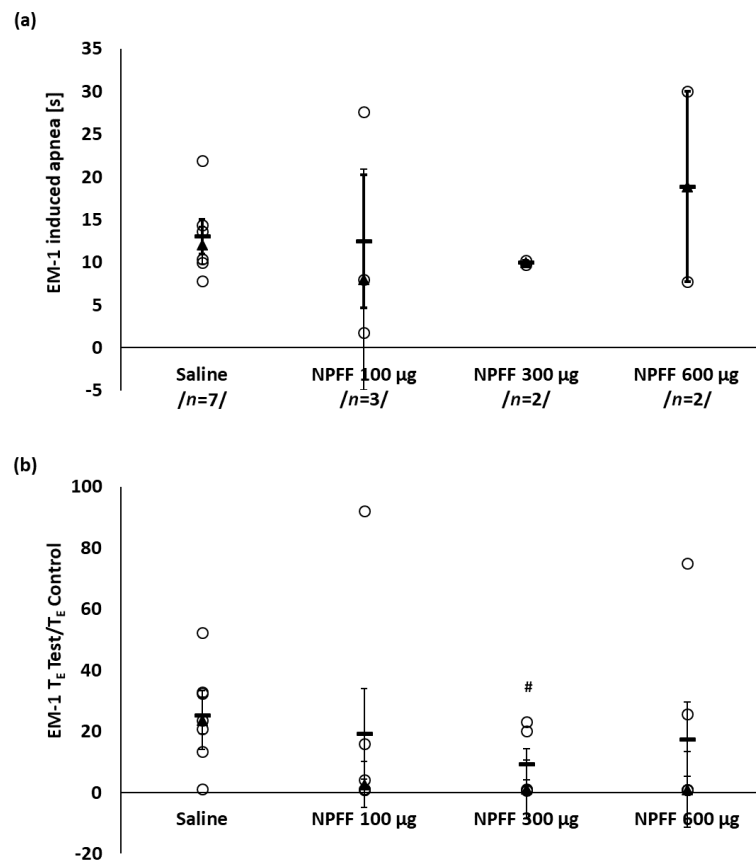 (a)
EM-1 induced apnea [s]
35
30
25
20
15
10
5
0
-5
Saline NPFF 100 µg NPFF 300 µg NPFF 600 µg
/n=7/ /n=3/ /n=2/ /n=2/
(b)
EM-1 TE Test/TE Control
100
80
60
40
20
0
-20
#
Saline NPFF 100 µg NPFF 300 µg NPFF 600 µg